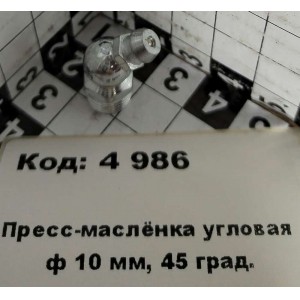 Код: 4 986
Пресс-маслёнка угловая
ф 10 мм, 45 град.